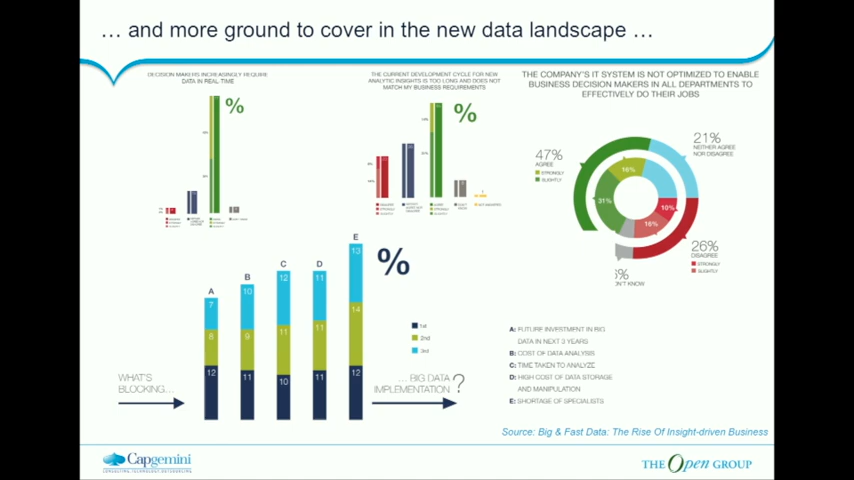 … and more ground to cover in the new data landscape …
DECISION MAKERS INCREASINGLY REQUIRE
DATA IN REAL-TIME
%
THE CURRENT DEVELOPMENT CYCLE FOR NEW
ANALYTIC INSIGHTS IS TOO LONG AND DOES NOT
MATCH MY BUSINESS REQUIREMENTS
%
THE COMPANY'S IT SYSTEM IS NOT OPTIMIZED TO ENABLE
BUSINESS DECISION MAKERS IN ALL DEPARTMENTS TO
EFFECTIVELY DO THEIR JOBS
47%
AGREE
STRONGLY
SLIGHTLY
21%
NEITHER AGREE
NOR DISAGREE
16%
31%
10%
16%
26%
DISAGREE
STRONGLY
SLIGHTLY
%
N'T KNOW
A
7
8
12
B
10
9
11
C
12
11
10
D
11
11
11
E
13
14
12
%
1st
2nd
3rd
WHAT'S
BLOCKING...
... BIG DATA
IMPLEMENTATION ?
A: FUTURE INVESTMENT IN BIG
DATA IN NEXT 3 YEARS
B: COST OF DATA ANALYSIS
C: TIME TAKEN TO ANALYZE
D: HIGH COST OF DATA STORAGE
AND MANIPULATION
E: SHORTAGE OF SPECIALISTS
Source: Big & Fast Data: The Rise Of Insight-driven Business
Capgemini
CONSULTING.TECHNOLOGY.OUTSOURCING
THE Open GROUP